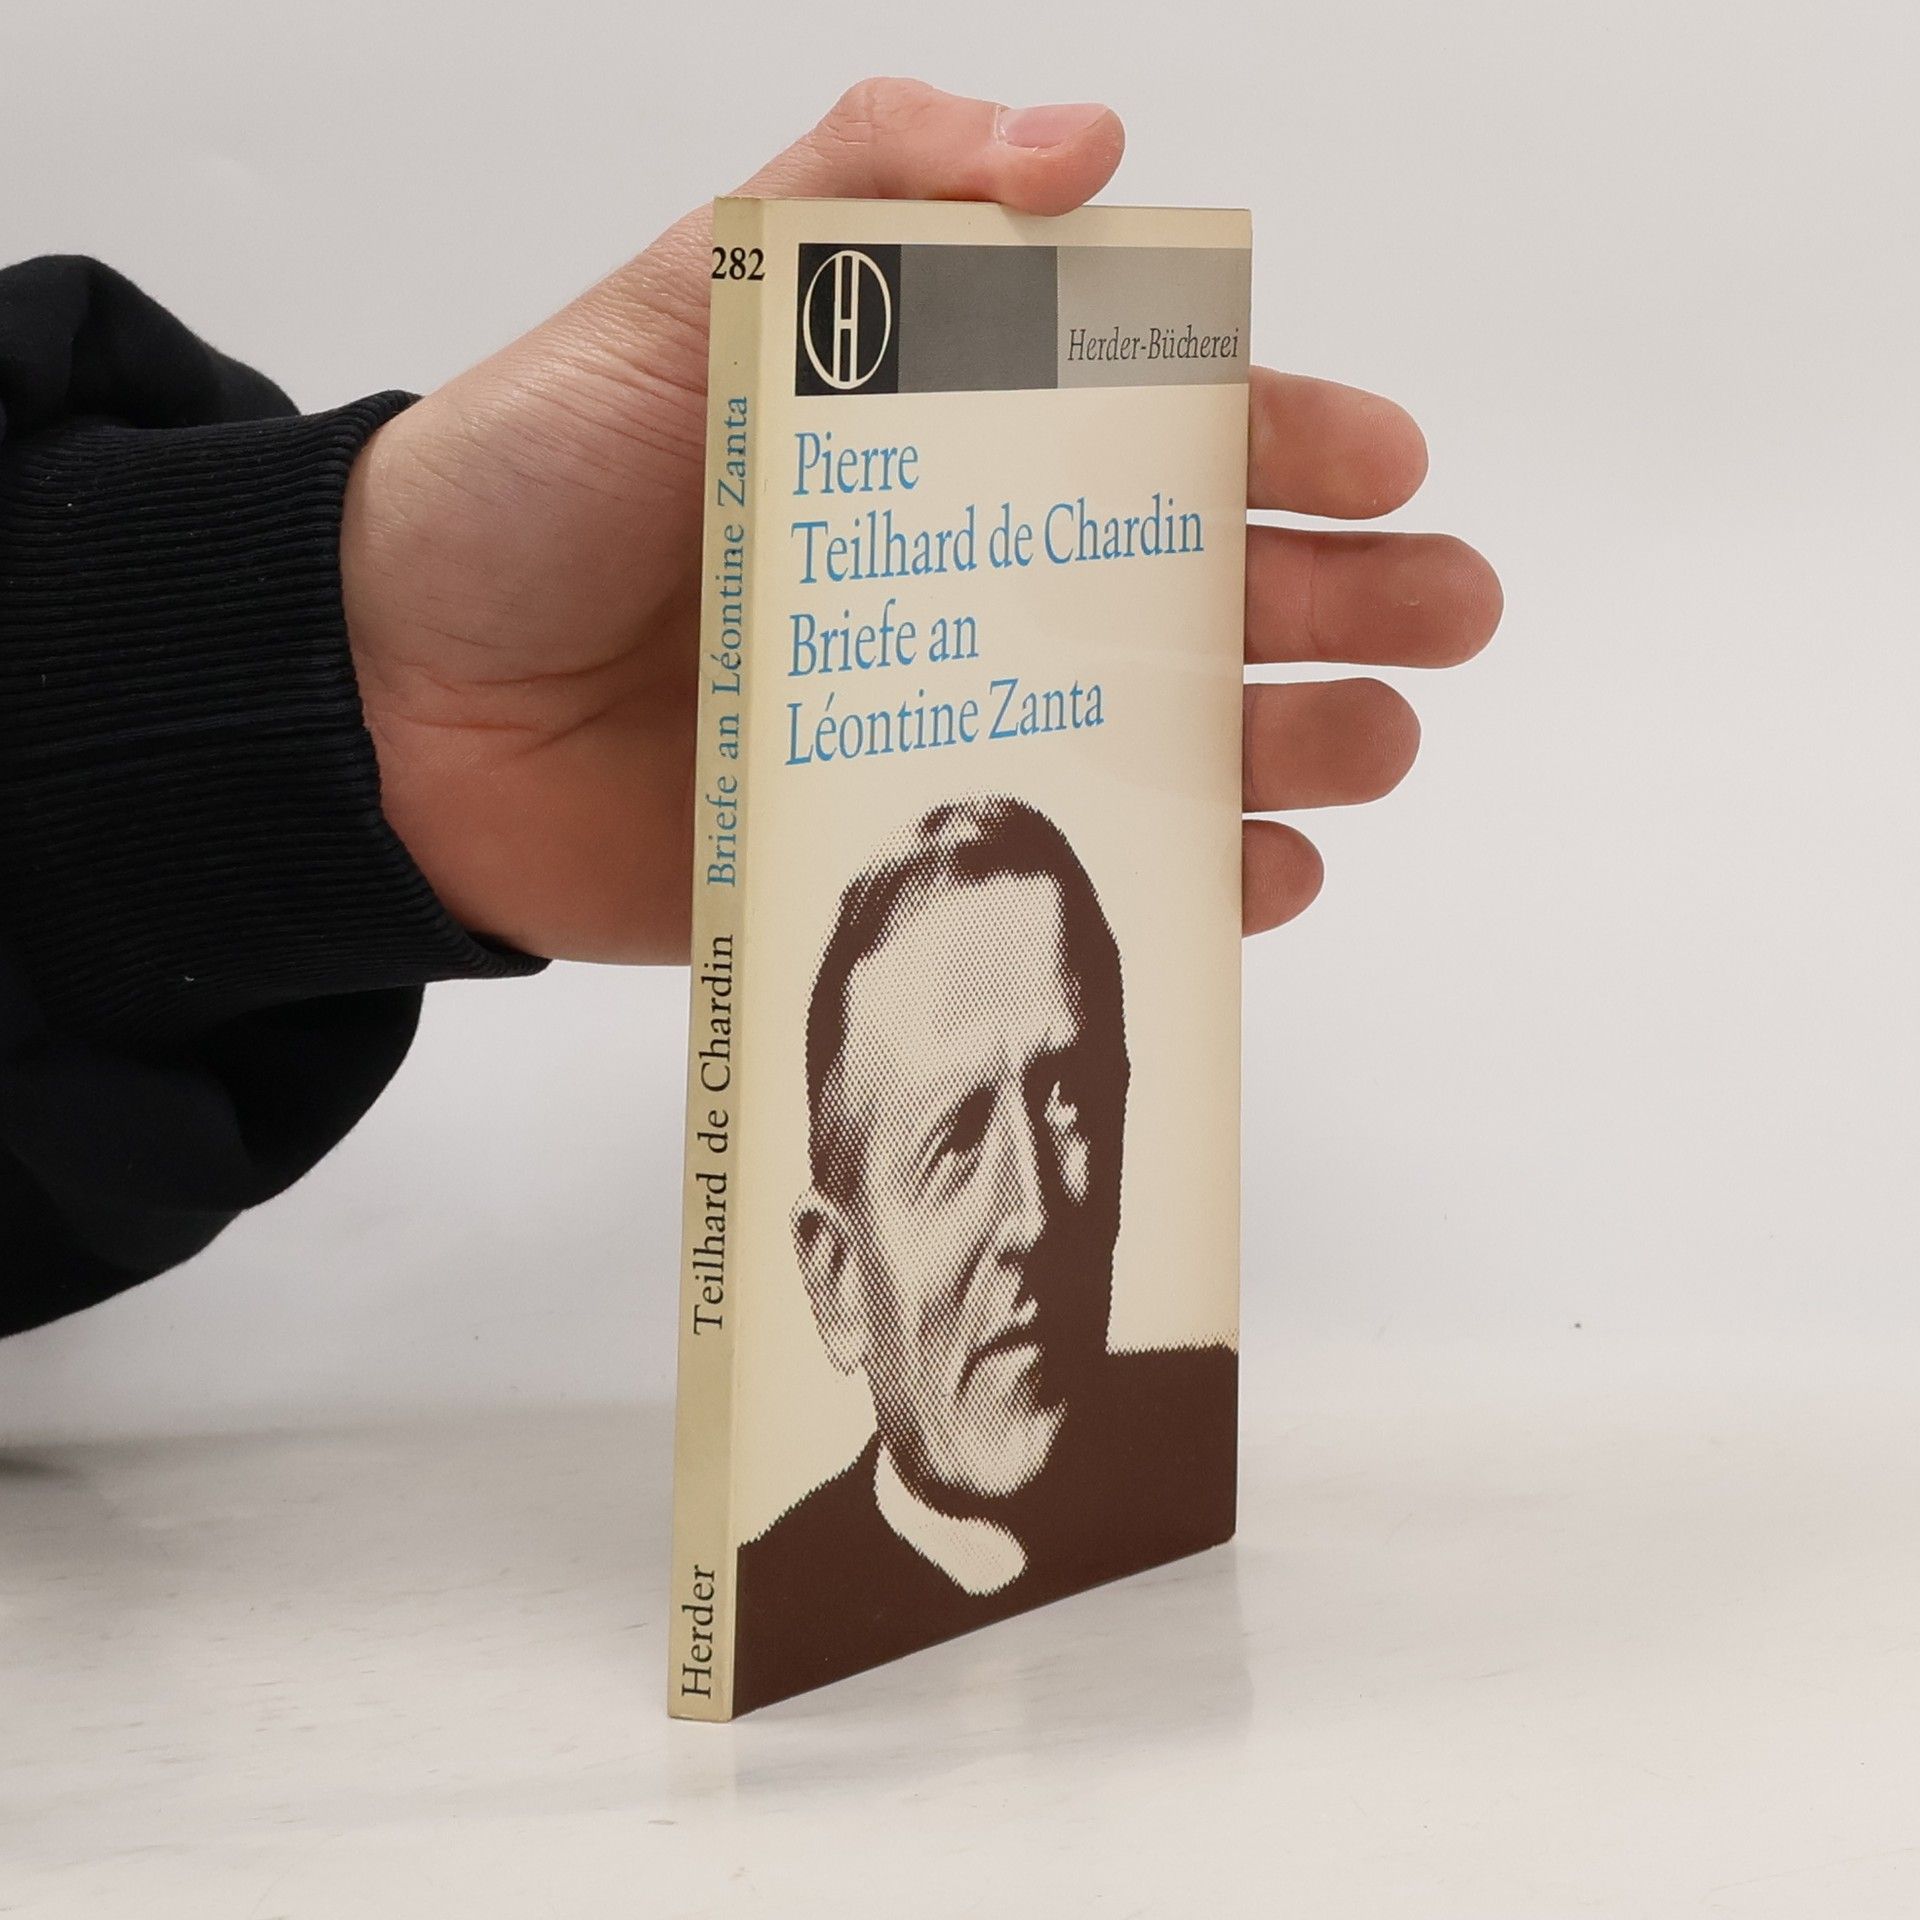 282
Herder Teilhard de Chardin Briefe an Léontine Zanta
H
Herder-Bücherei
Pierre
Teilhard de Chardin
Briefe an
Léontine Zanta